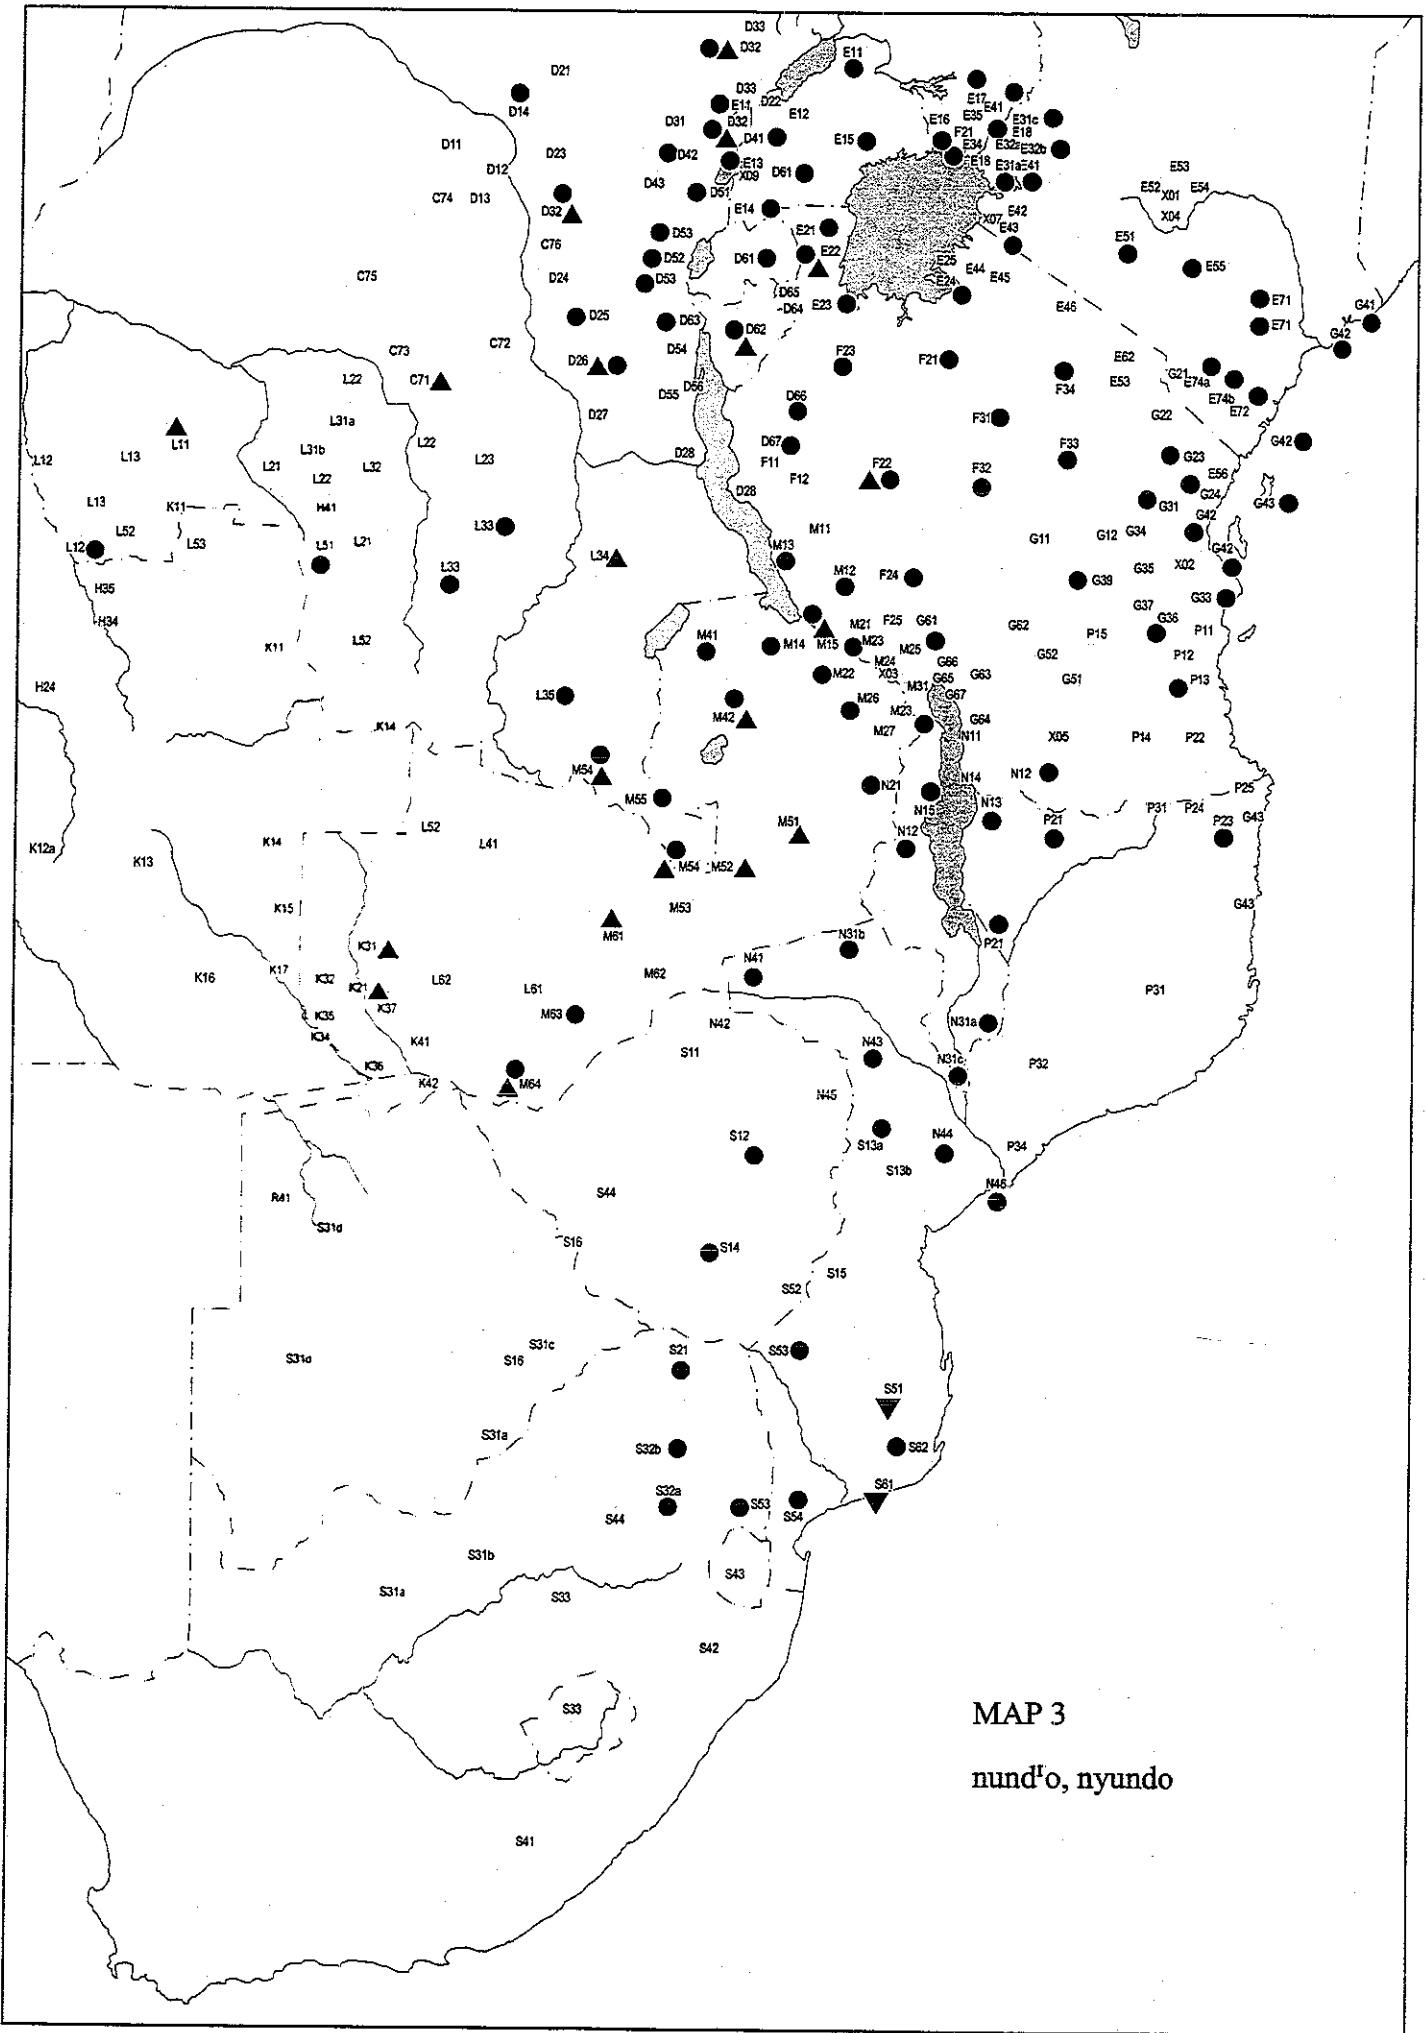 D33
D32
E11
D21
D33
D22
E17
D14
E11
E41
E35
E31c
D31
D32
E12
E16
F21
E18
D11
D41
E15
E34
E32a
E32b
D42
D23
E13
E18
X09
D61
E53
D12
E31a
E41
D43
D51
E52
X01
E54
C74
D13
D32
E14
X07
E42
X04
E21
E43
D53
C76
E22
E51
D52
D61
E25
E44
E55
C75
D24
D53
E45
E24
D65
D64
E23
E46
E71
G41
D25
D63
D62
E71
G42
C73
C72
D54
F23
F21
E62
D26
G21
L22
C71
D56
F34
E53
E74a
D55
D66
E74b
E72
D27
L31a
F31
G22
L11
L22
D67
F33
G42
L31b
L12
L13
L21
L32
L23
D28
F11
F22
G23
F12
F32
E56
L22
D28
G24
L13
K11
H41
G31
G43
L52
L33
M11
G42
L53
L51
L21
G11
G12
G34
L12
L34
M13
G42
X02
G35
M12
F24
G39
H35
L33
G33
G37
H34
M21
F25
G61
G62
G36
P15
P11
K11
L52
M41
M14
M15
M23
M25
G52
P12
M24
G66
X03
M22
G63
H24
G65
G51
P13
M31
L35
G67
M26
M42
M23
G64
K14
M27
N11
X05
P14
P22
M54
N14
N12
N21
P25
M55
N15
N13
P31
P24
M51
G43
L52
P21
P23
K12a
K14
L41
N12
K13
M54
M52
K15
M53
G43
M61
N31b
K31
P21
N41
K17
K16
K32
L62
M62
K21
L61
P31
K37
K35
M63
N42
N31a
K34
K41
S11
N43
K36
N31c
P32
K42
M64
N45
S12
S13a
N44
P34
S13b
R41
S44
N46
S31d
S16
S14
S15
S52
S31c
S31d
S16
S21
S53
S51
S31a
S32b
S62
S61
S32a
S53
S44
S54
S31b
S43
S31a
S33
S42
S33
MAP 3
nundʳo, nyundo
S41